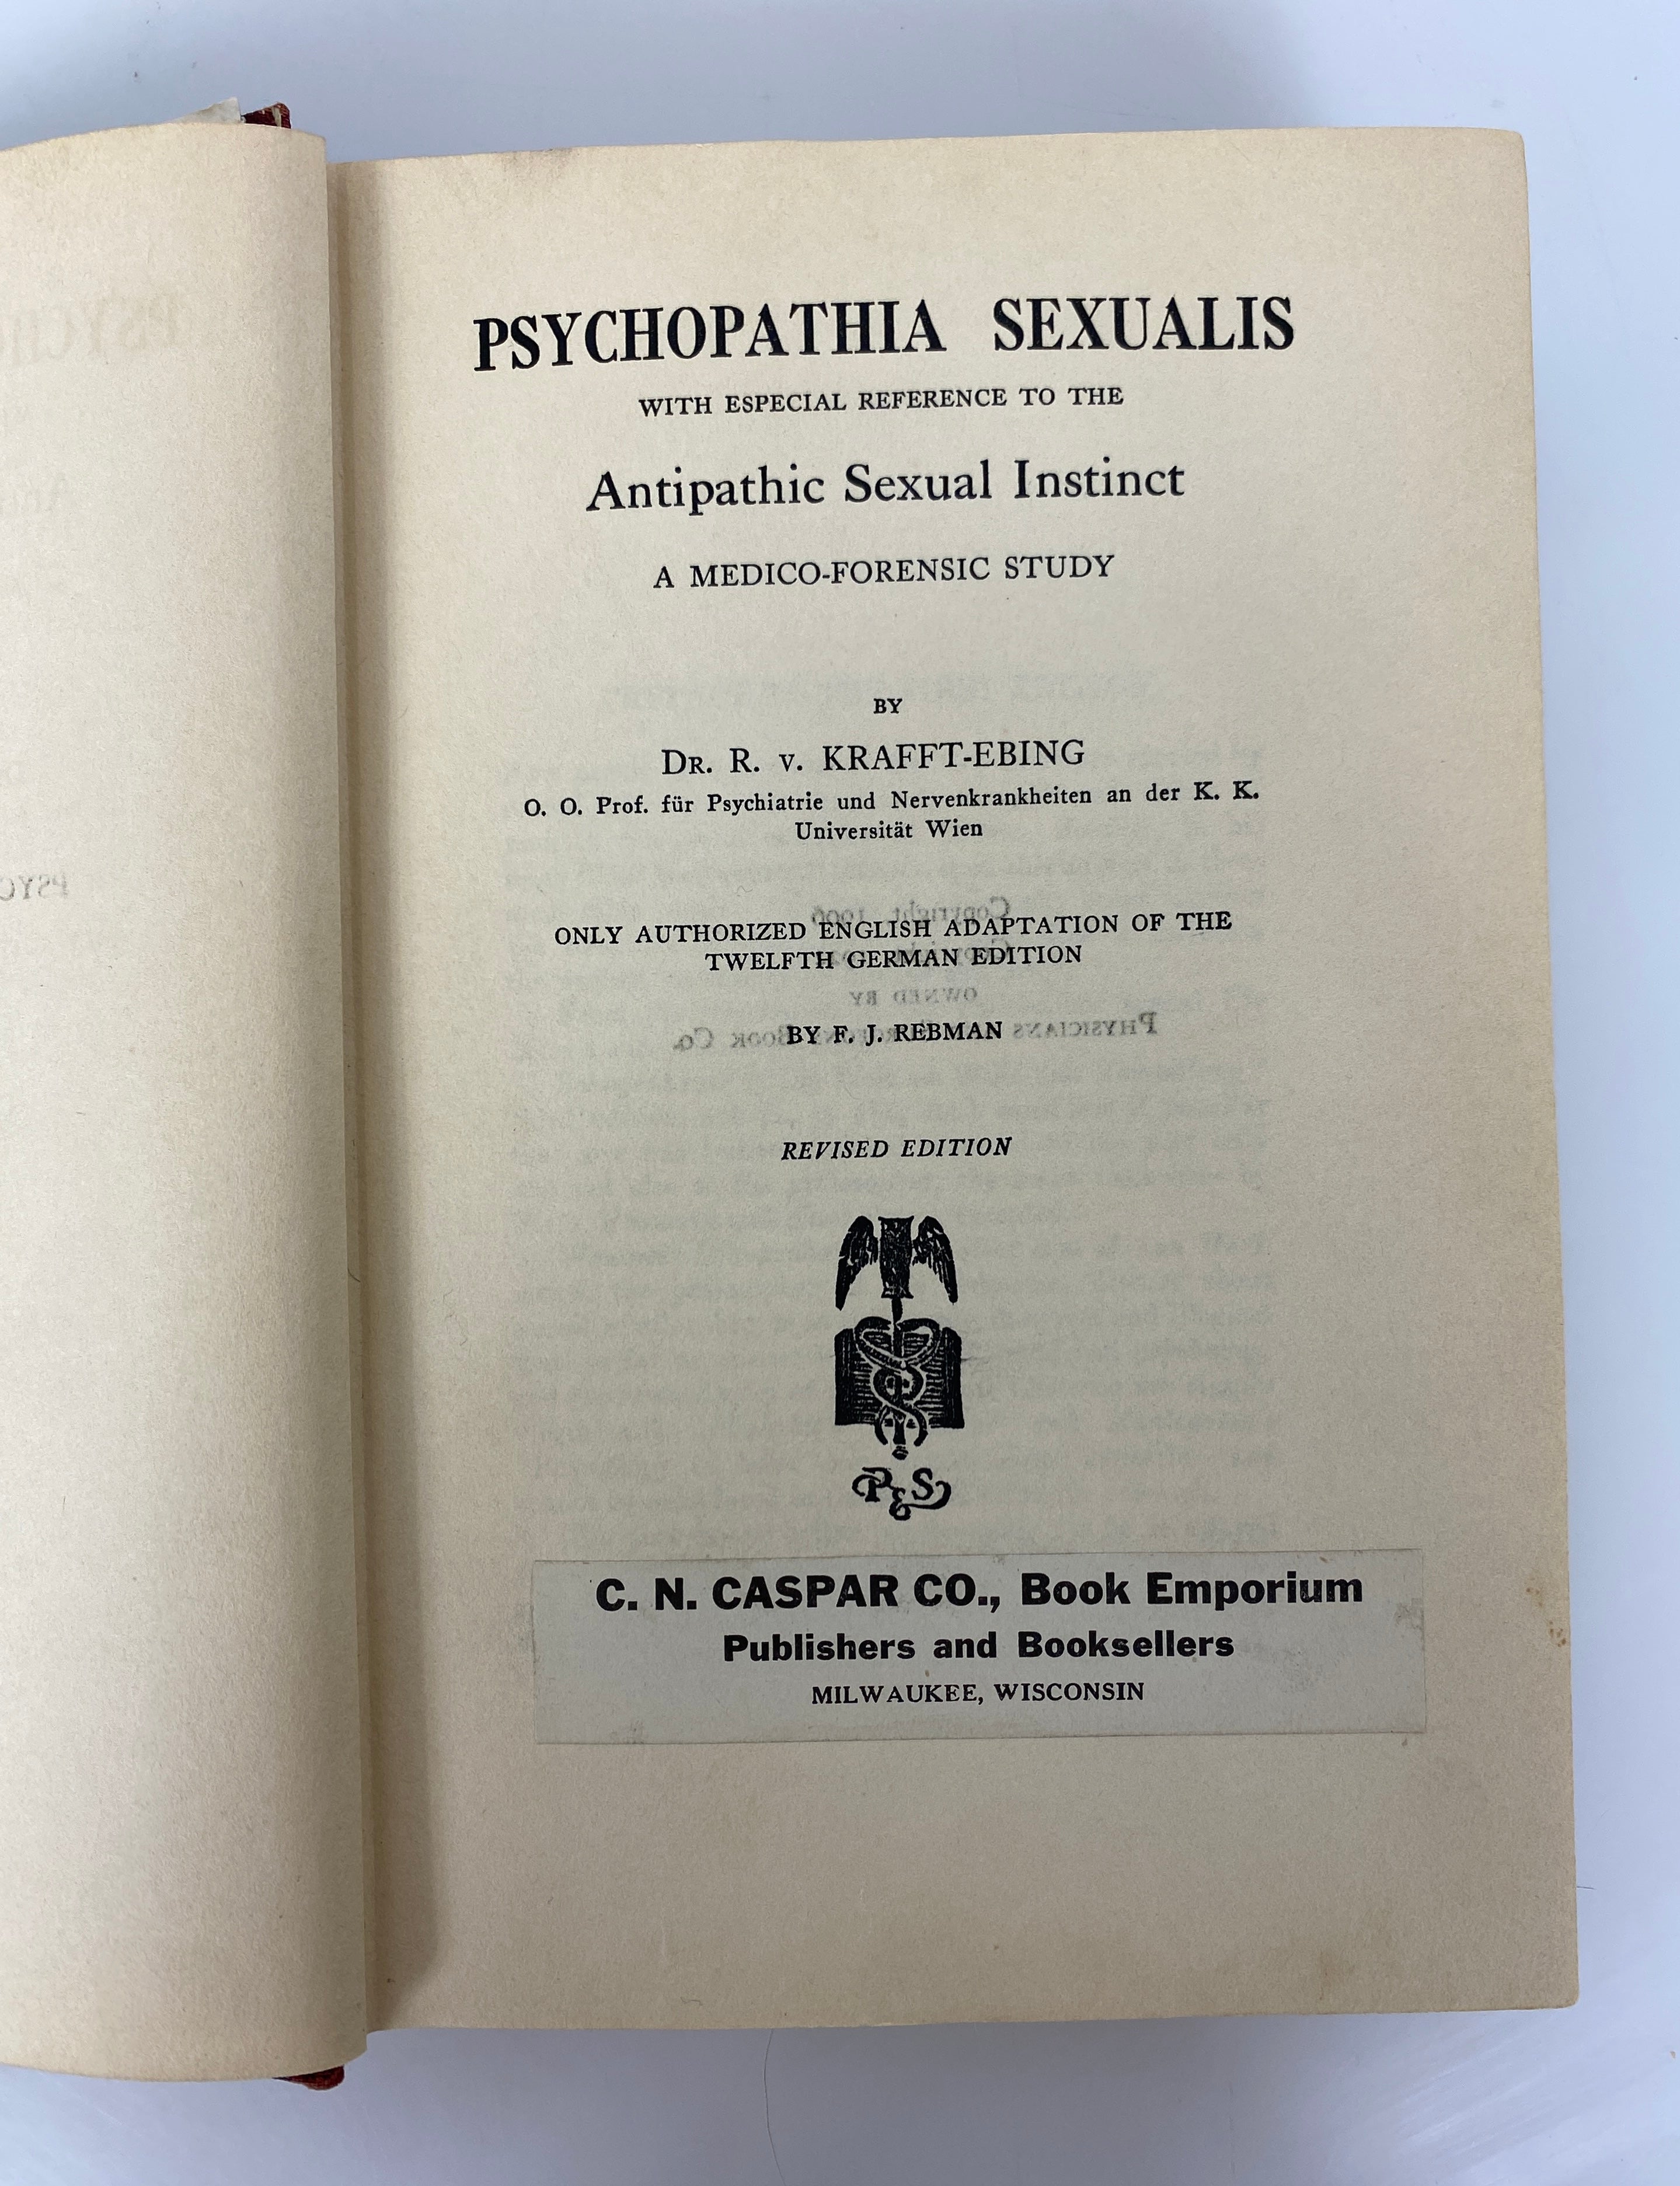 PSYCHOPATHIA SEXUALIS
WITH ESPECIAL REFERENCE TO THE
Antipathic Sexual Instinct
A MEDICO-FORENSIC STUDY
BY
DR. R. v. KRAFFT-EBING
O. O. Prof. für Psychiatrie und Nervenkrankheiten an der K. K.
Universität Wien
ONLY AUTHORIZED ENGLISH ADAPTATION OF THE
TWELFTH GERMAN EDITION
BY F. J. REBMAN
REVISED EDITION
P & S
C. N. CASPAR CO., Book Emporium
Publishers and Booksellers
MILWAUKEE, WISCONSIN